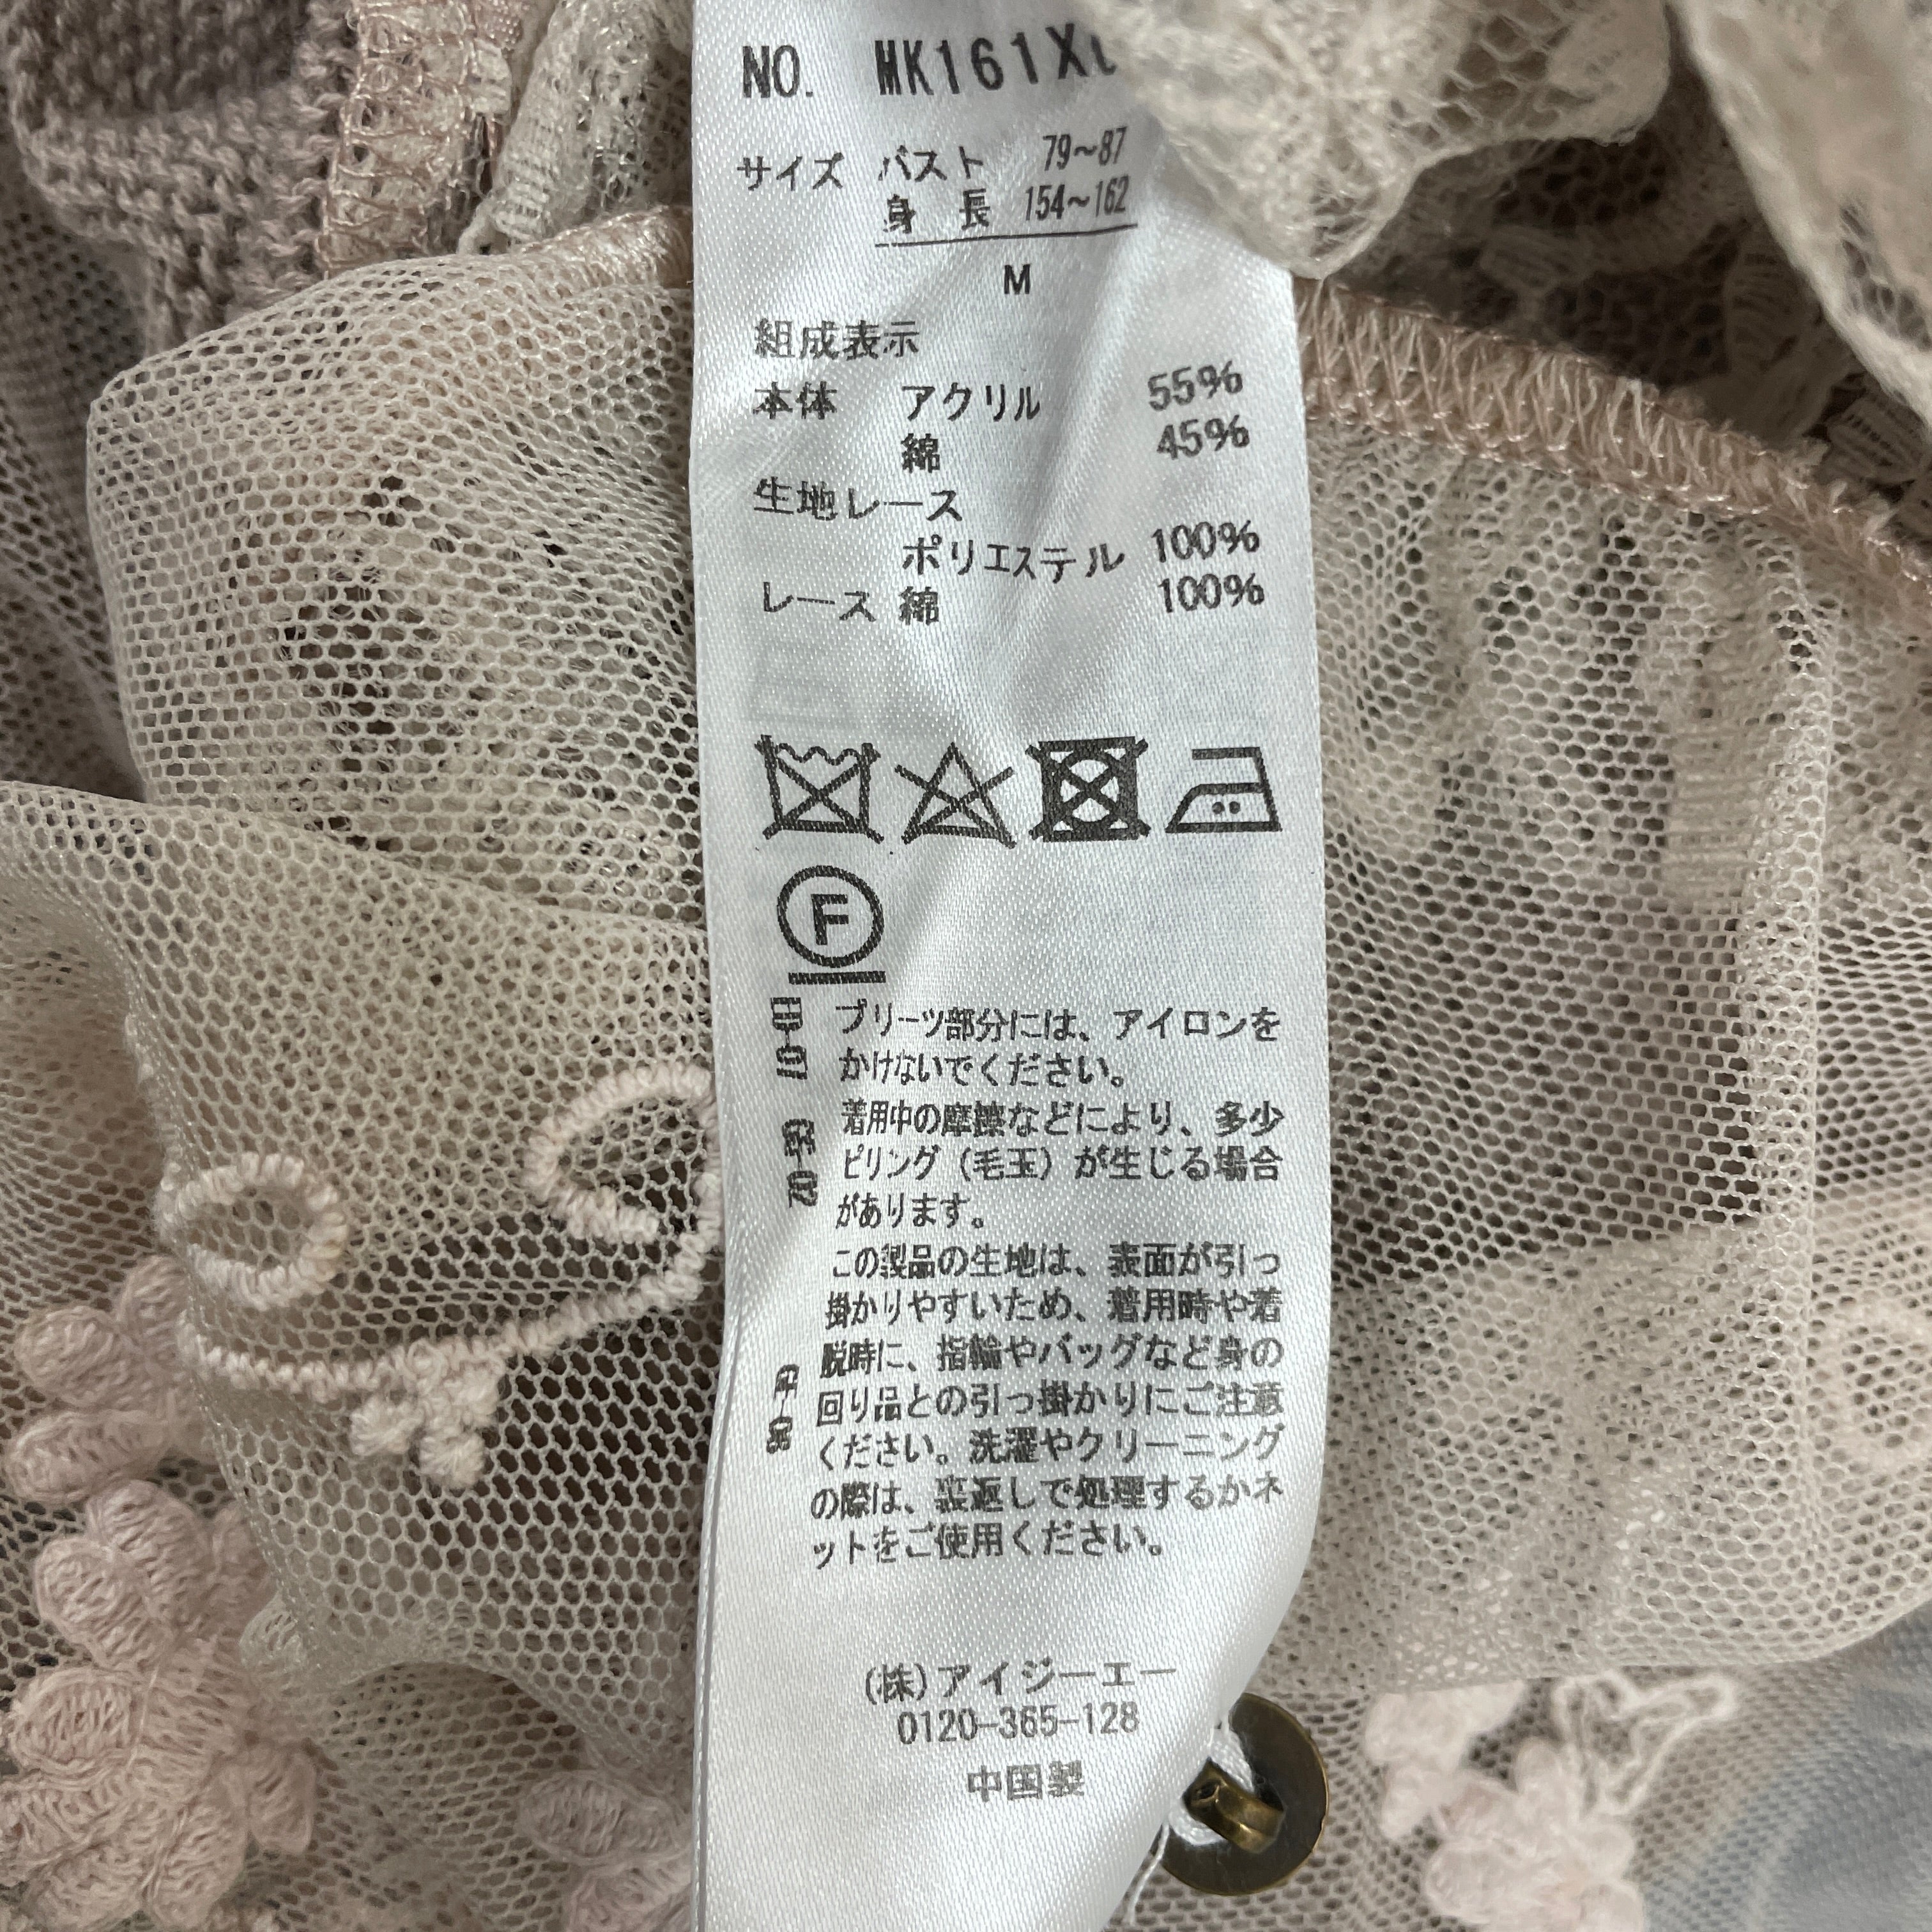 NO. MK161X
サイズ バスト 79~87
身長 154~162
M
組成表示
本体 アクリル 55%
綿 45%
生地レース
ポリエステル 100%
レース 綿 100%
F
プリーツ部分には、アイロンを
かけないでください。
着用中の摩擦などにより、多少
ピリング(毛玉)が生じる場合
があります。
この製品の生地は、表面が引っ
掛かりやすいため、着用時や着
脱時に、指輪やバッグなど身の
回り品との引っ掛かりにご注意
ください。洗濯やクリーニング
の際は、裏返しで処理するかネ
ットをご使用ください。
(株)アイジーエー
0120-365-128
中国製